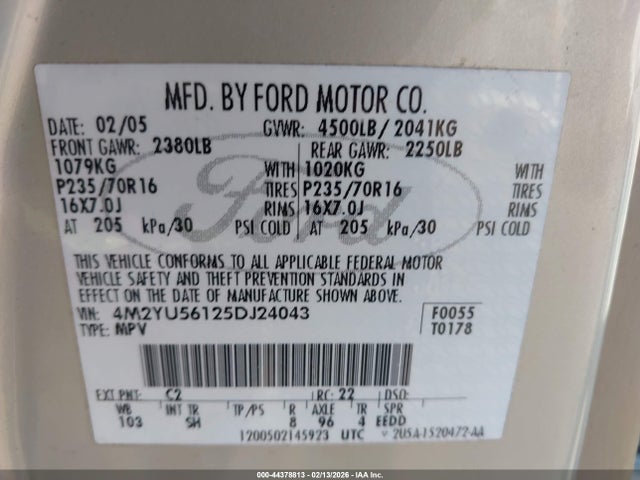 MFD. BY FORD MOTOR CO.
DATE: 02/05 GVWR: 4500LB/ 2041KG
FRONT GAWR: 2380LB REAR GAWR: 2250LB
1079KG WITH 1020KG WITH
P235/70R16 TIRES P235/70R16 TIRES
16X7.0J RIMS 16X7.0J RIMS
AT 205 kPa/30 PSI COLD AT 205 kPa/30 PSI COLD
Ford
THIS VEHICLE CONFORMS TO ALL APPLICABLE FEDERAL MOTOR
VEHICLE SAFETY AND THEFT PREVENTION STANDARDS IN
EFFECT ON THE DATE OF MANUFACTURE SHOWN ABOVE.
VIN: 4M2YU56125DJ24043 F0055
TYPE: MPV T0178
EXT PNT: C2 RC: 22 DSO:
WB INT TR TP/PS R AXLE TR SPR
103 SH 8 96 4 EEDD
1200502145923 UTC 2U5A-1520472-AA
000-44378813 - 02/13/2026 - IAA Inc.